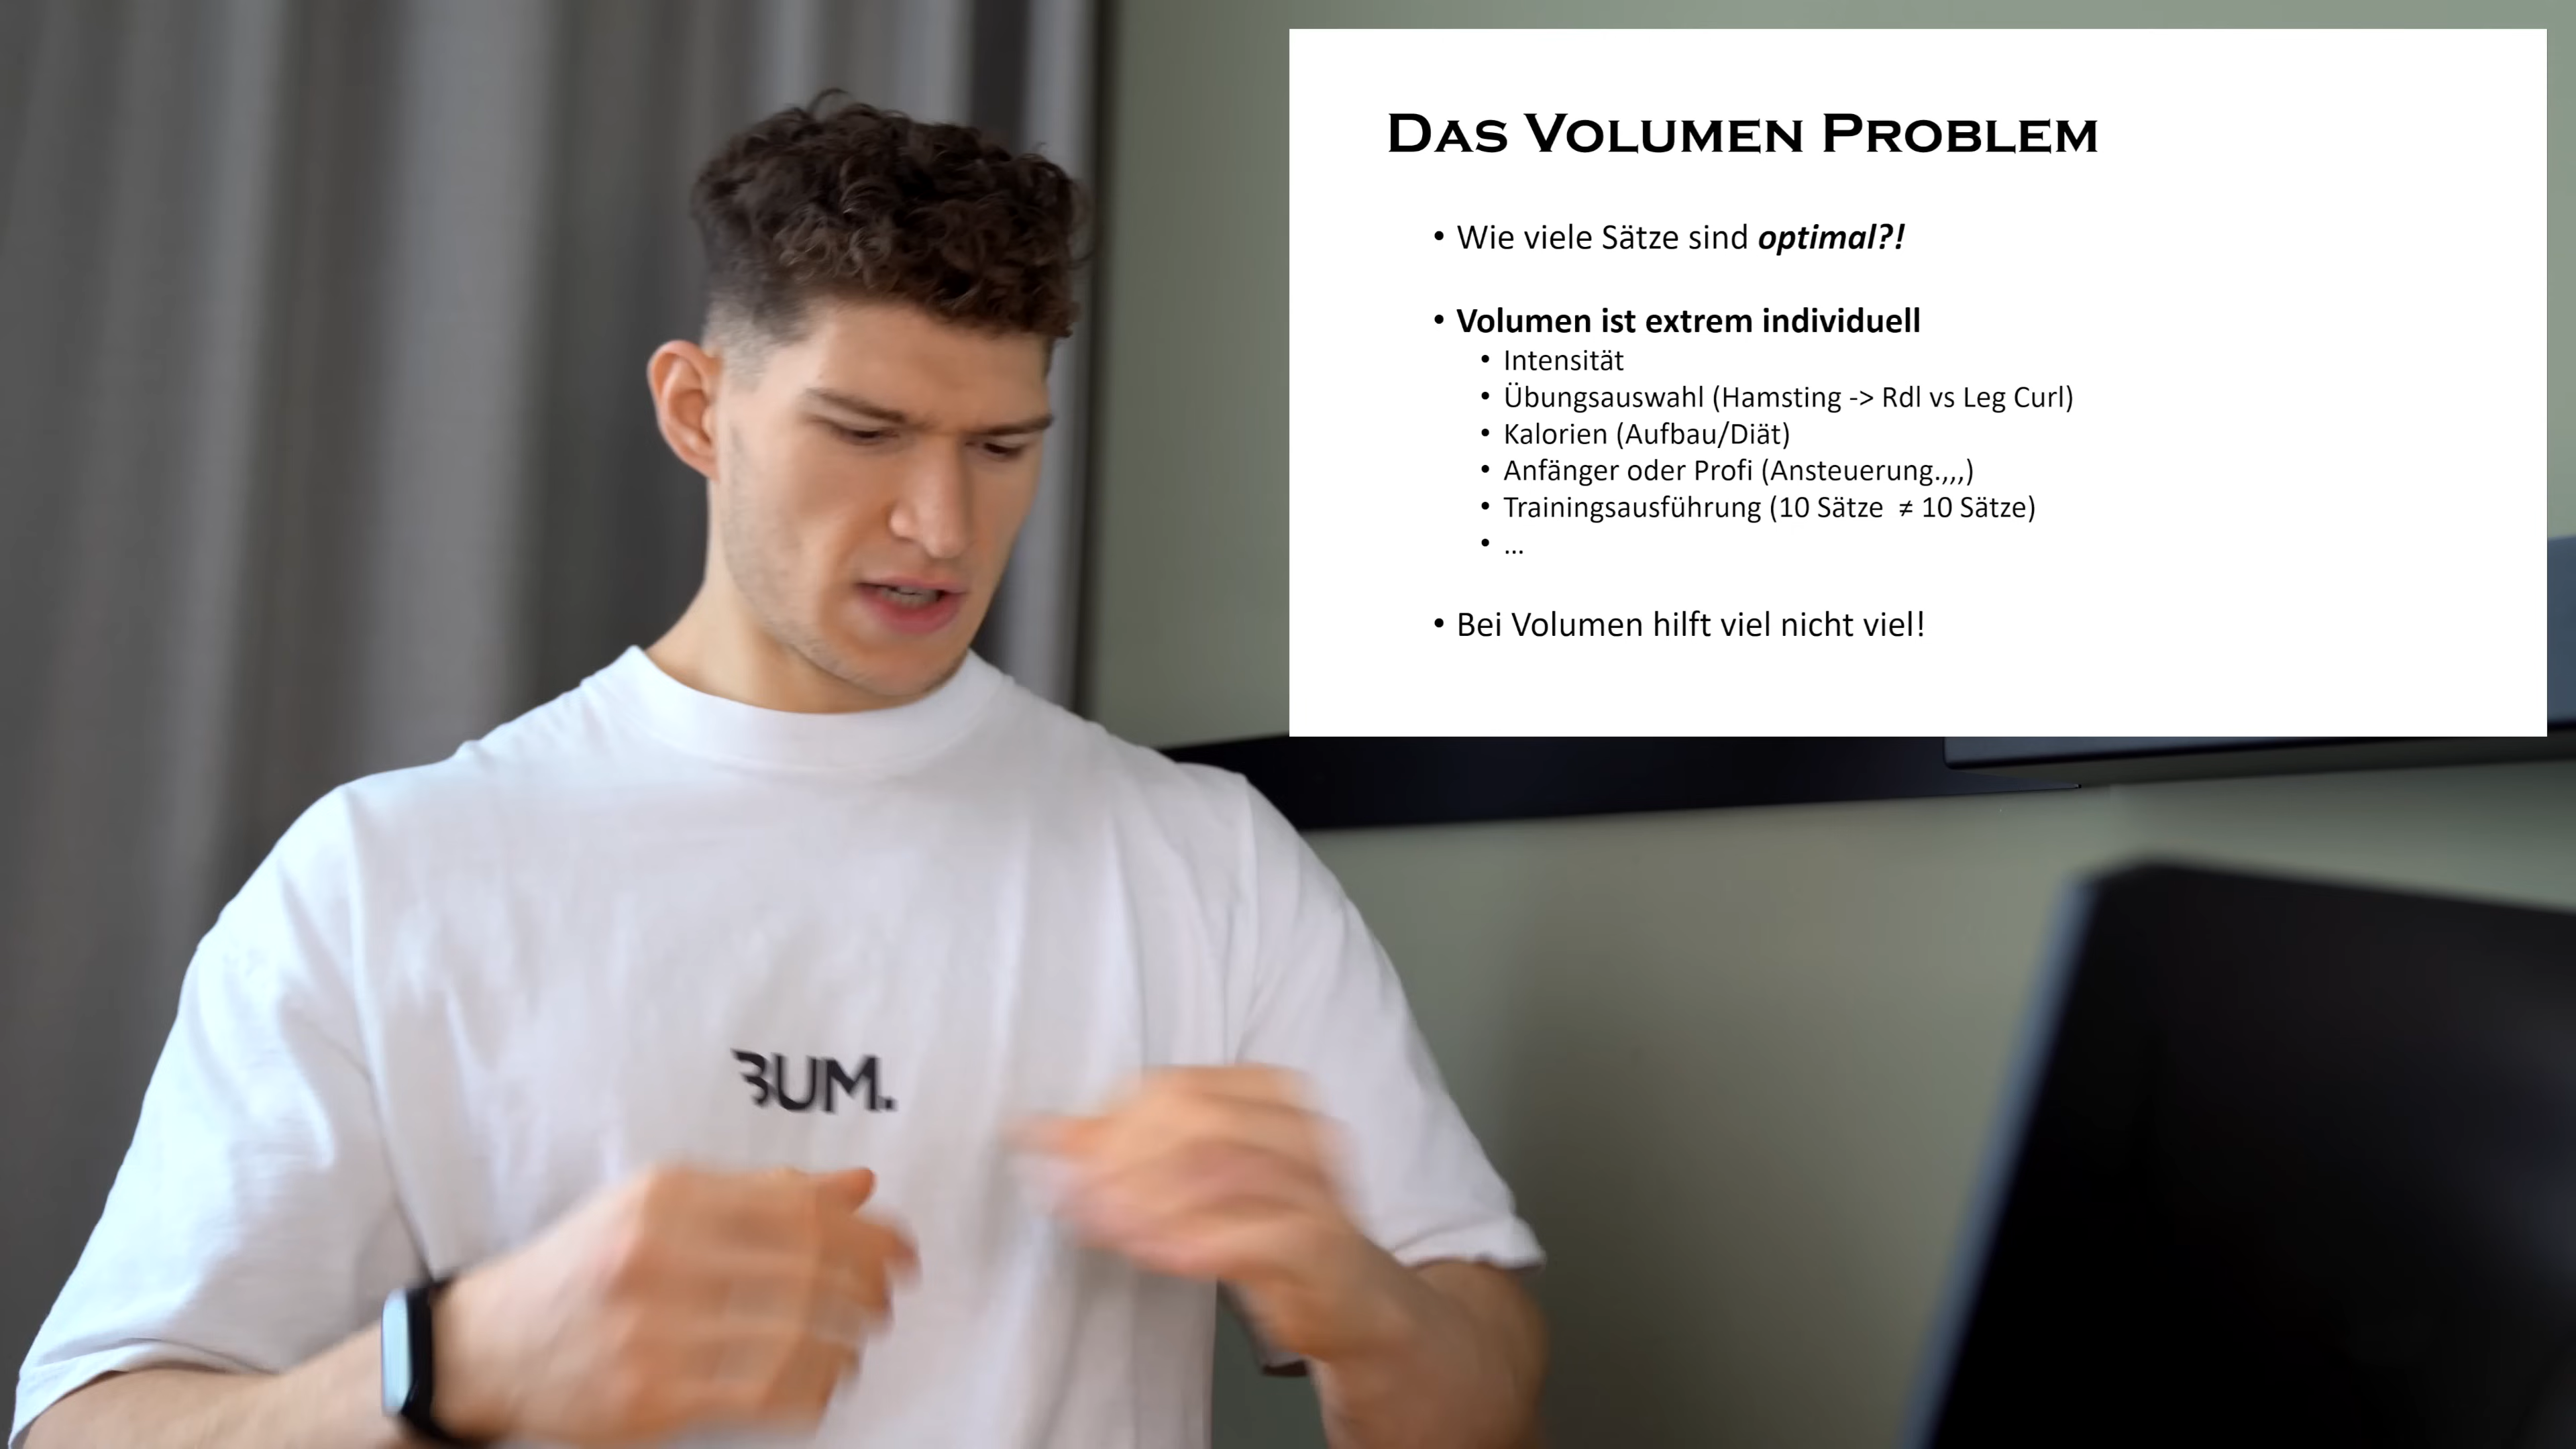 DAS VOLUMEN PROBLEM
• Wie viele Sätze sind optimal?!
• Volumen ist extrem individuell
• Intensität
• Übungsauswahl (Hamsting -> Rdl vs Leg Curl)
• Kalorien (Aufbau/Diät)
• Anfänger oder Profi (Ansteuerung.,,,)
• Trainingsausführung (10 Sätze ≠ 10 Sätze)
• ...
• Bei Volumen hilft viel nicht viel!
BUM.